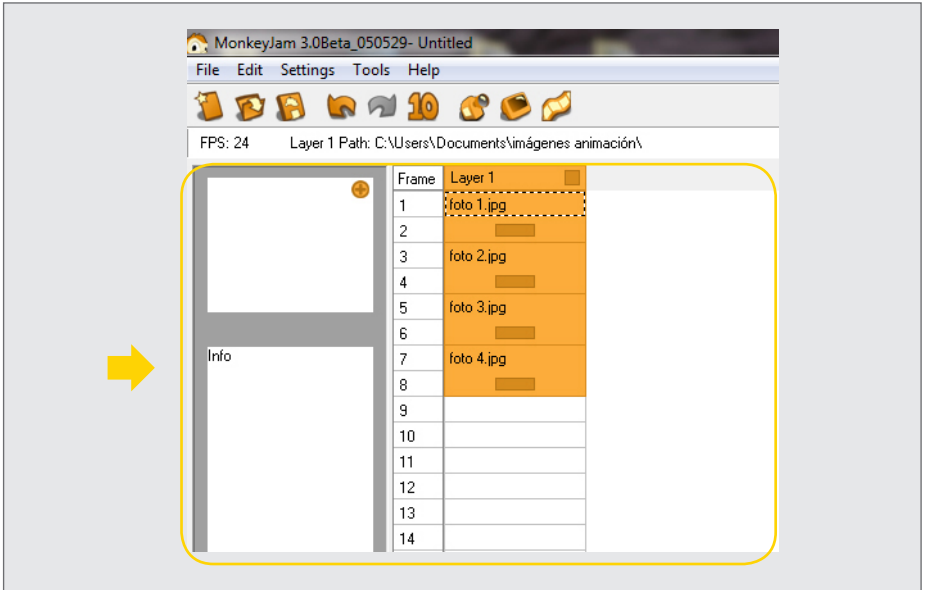 MonkeyJam 3.0Beta_050529- Untitled
File Edit Settings Tools Help
10
FPS: 24 Layer 1 Path: C:\Users\Documents\imágenes animación\
Frame Layer 1
1 foto 1.jpg
2
3 foto 2.jpg
4
5 foto 3.jpg
6
Info
7 foto 4.jpg
8
9
10
11
12
13
14